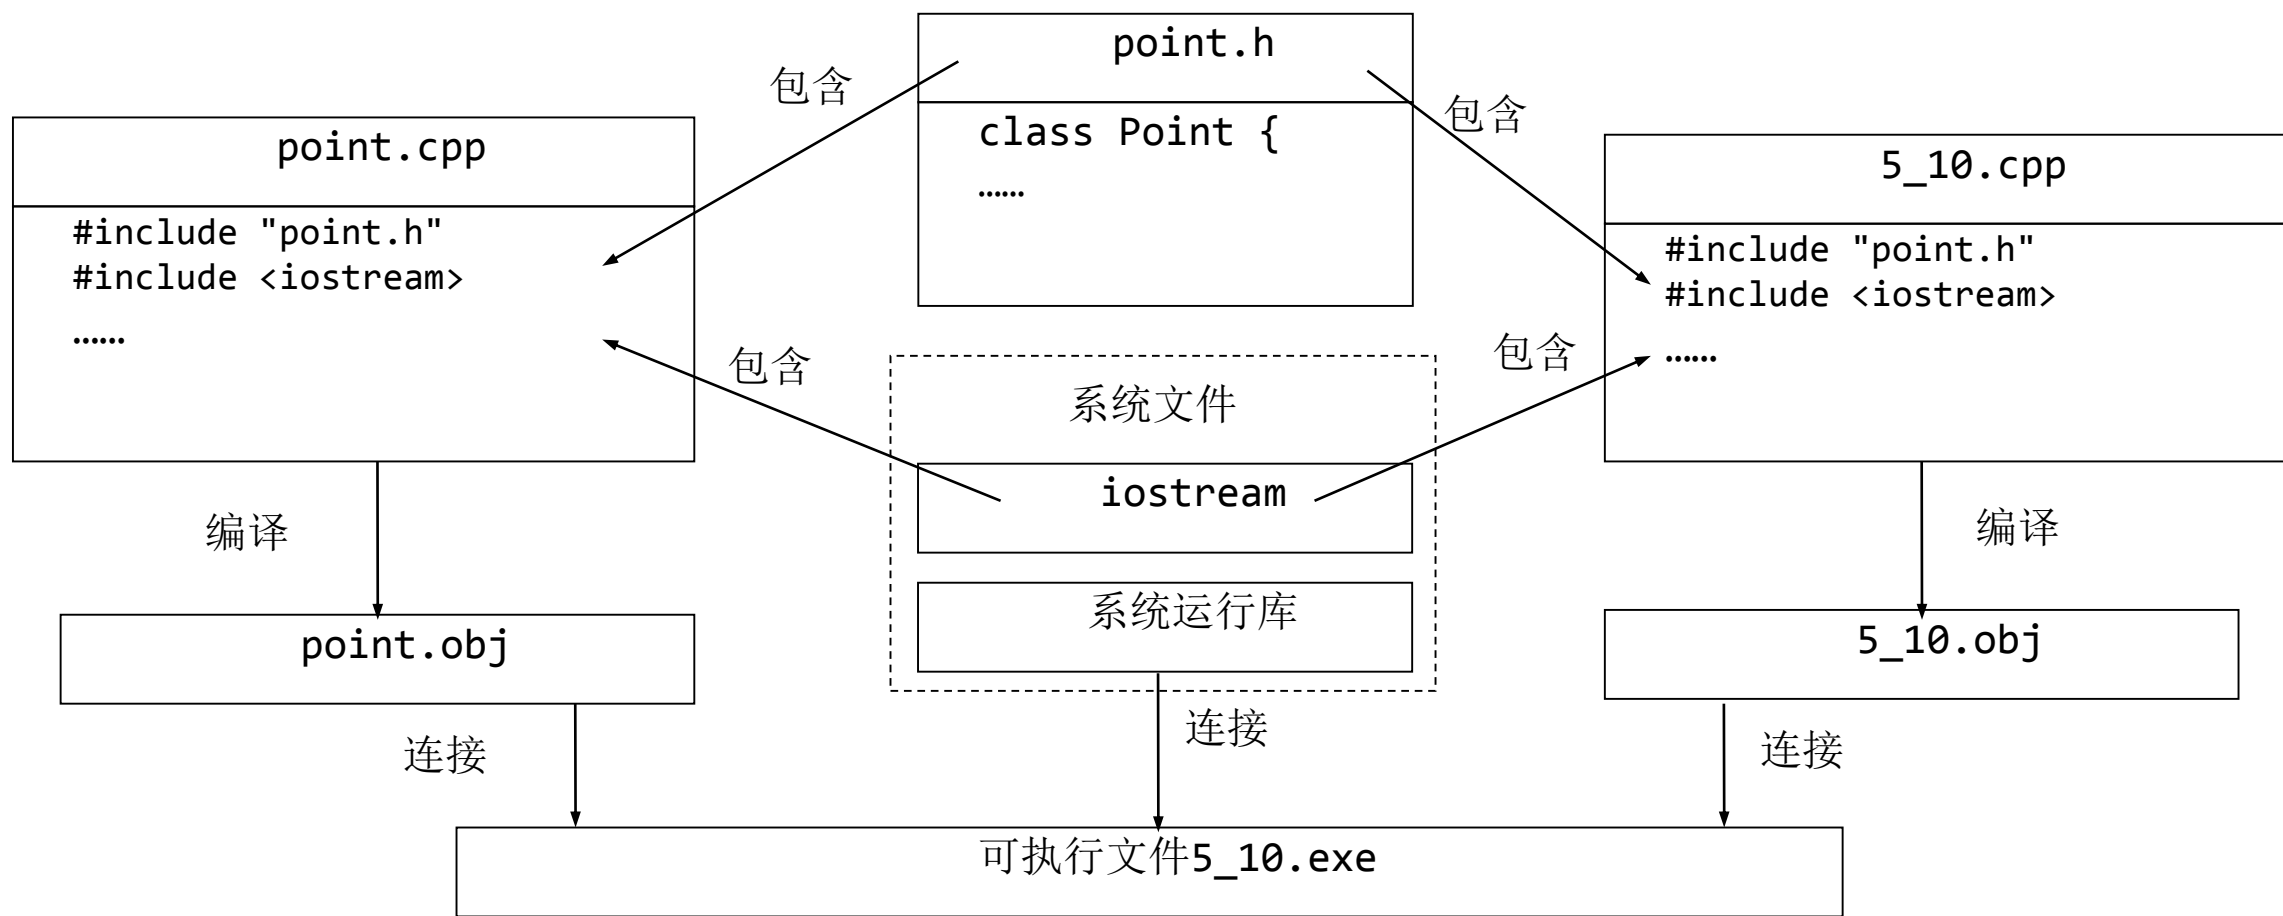 point.h
包含
包含
class Point {
……
point.cpp
#include "point.h"
#include <iostream>
……
5_10.cpp
#include "point.h"
#include <iostream>
……
包含
包含
系统文件
iostream
系统运行库
编译
编译
point.obj
5_10.obj
连接
连接
连接
可执行文件5_10.exe